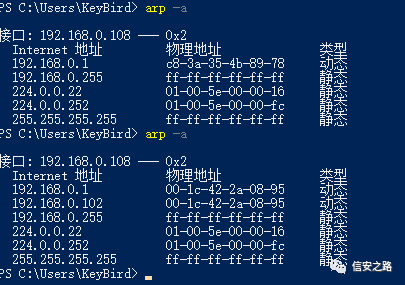 PS C:\Users\KeyBird> arp -a
接口: 192.168.0.108 --- 0x2
Internet 地址 物理地址 类型
192.168.0.1 c8-3a-35-4b-89-78 动态
192.168.0.255 ff-ff-ff-ff-ff-ff 静态
224.0.0.22 01-00-5e-00-00-16 静态
224.0.0.252 01-00-5e-00-00-fc 静态
255.255.255.255 ff-ff-ff-ff-ff-ff 静态
PS C:\Users\KeyBird> arp -a
接口: 192.168.0.108 --- 0x2
Internet 地址 物理地址 类型
192.168.0.1 00-1c-42-2a-08-95 动态
192.168.0.102 00-1c-42-2a-08-95 动态
192.168.0.255 ff-ff-ff-ff-ff-ff 静态
224.0.0.22 01-00-5e-00-00-16 静态
224.0.0.252 01-00-5e-00-00-fc 静态
255.255.255.255 ff-ff-ff-ff-ff-ff 静态
PS C:\Users\KeyBird>
信安之路